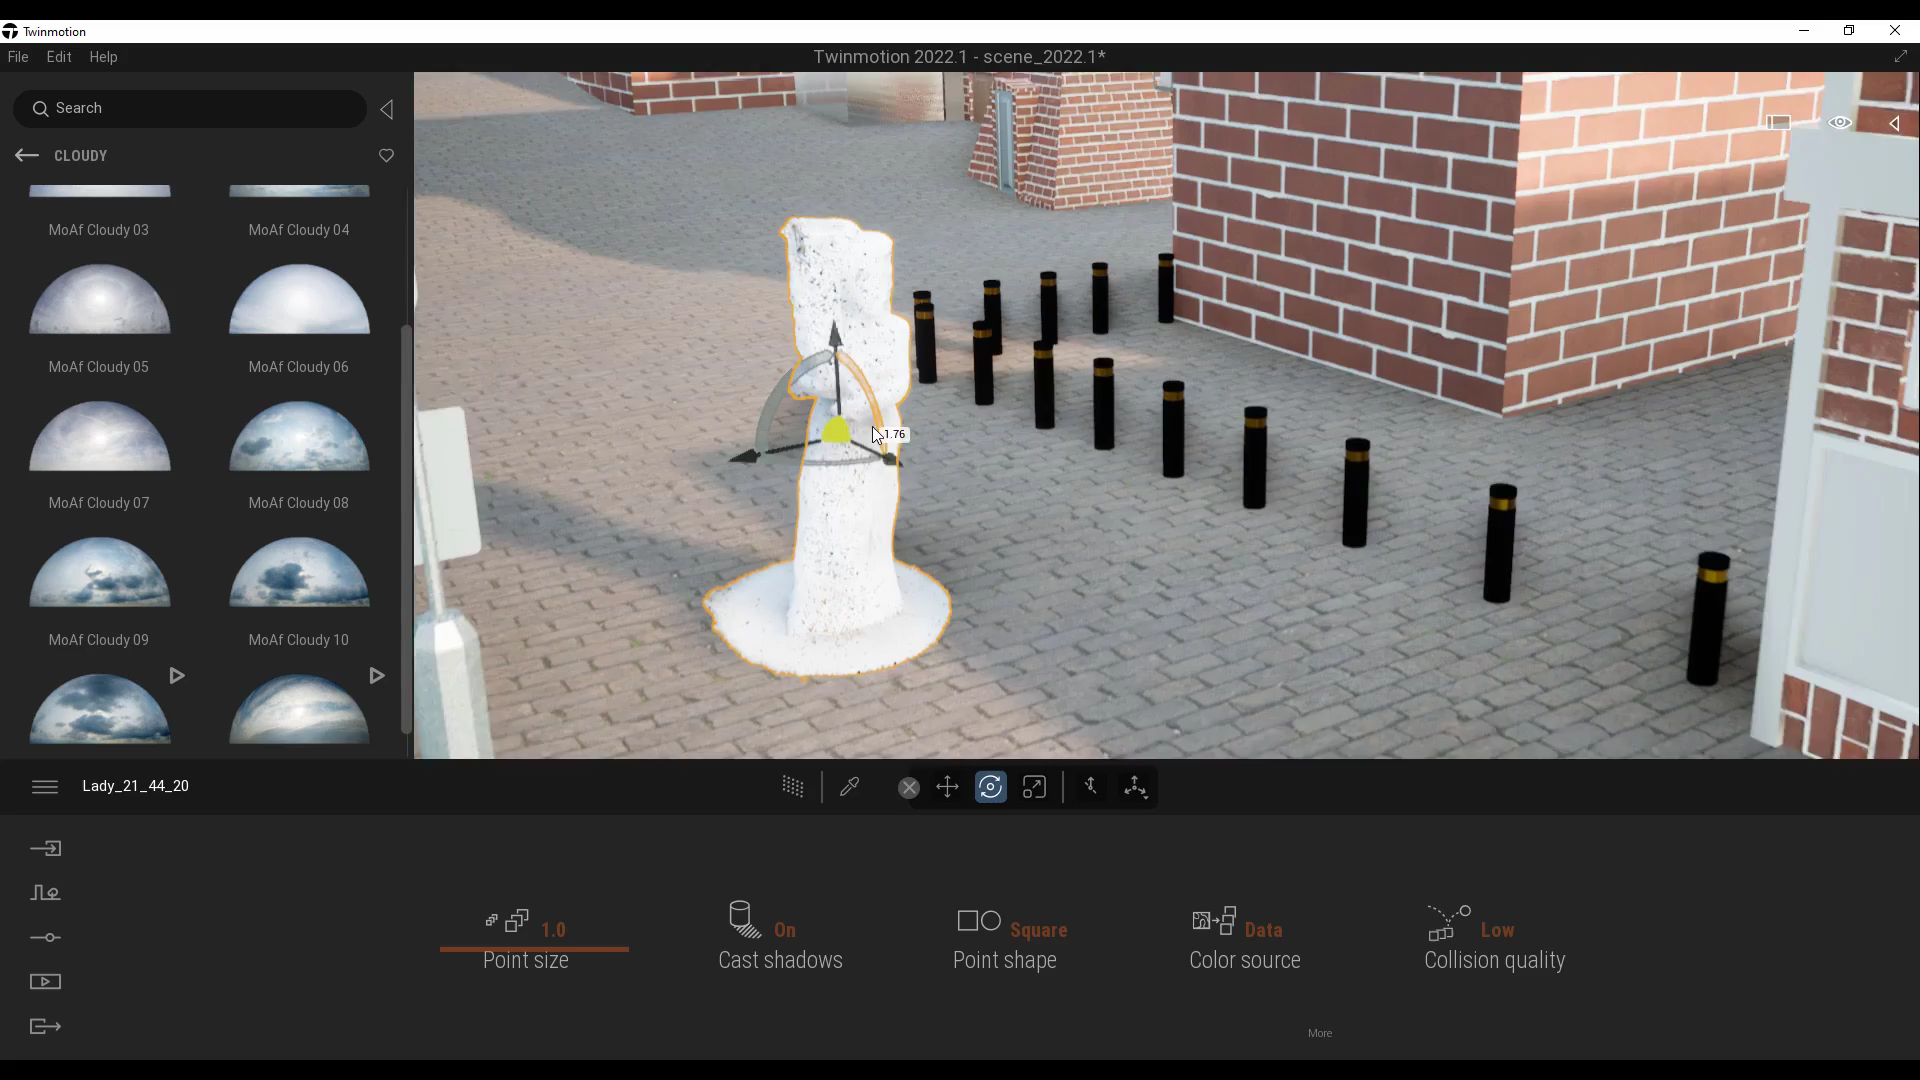 Twinmotion
File Edit Help
Twinmotion 2022.1 - scene_2022.1*
Search
CLOUDY
MoAf Cloudy 03
MoAf Cloudy 04
MoAf Cloudy 05
MoAf Cloudy 06
MoAf Cloudy 07
MoAf Cloudy 08
MoAf Cloudy 09
MoAf Cloudy 10
1.76
Lady_21_44_20
1.0
Point size
On
Cast shadows
Square
Point shape
Data
Color source
Low
Collision quality
More